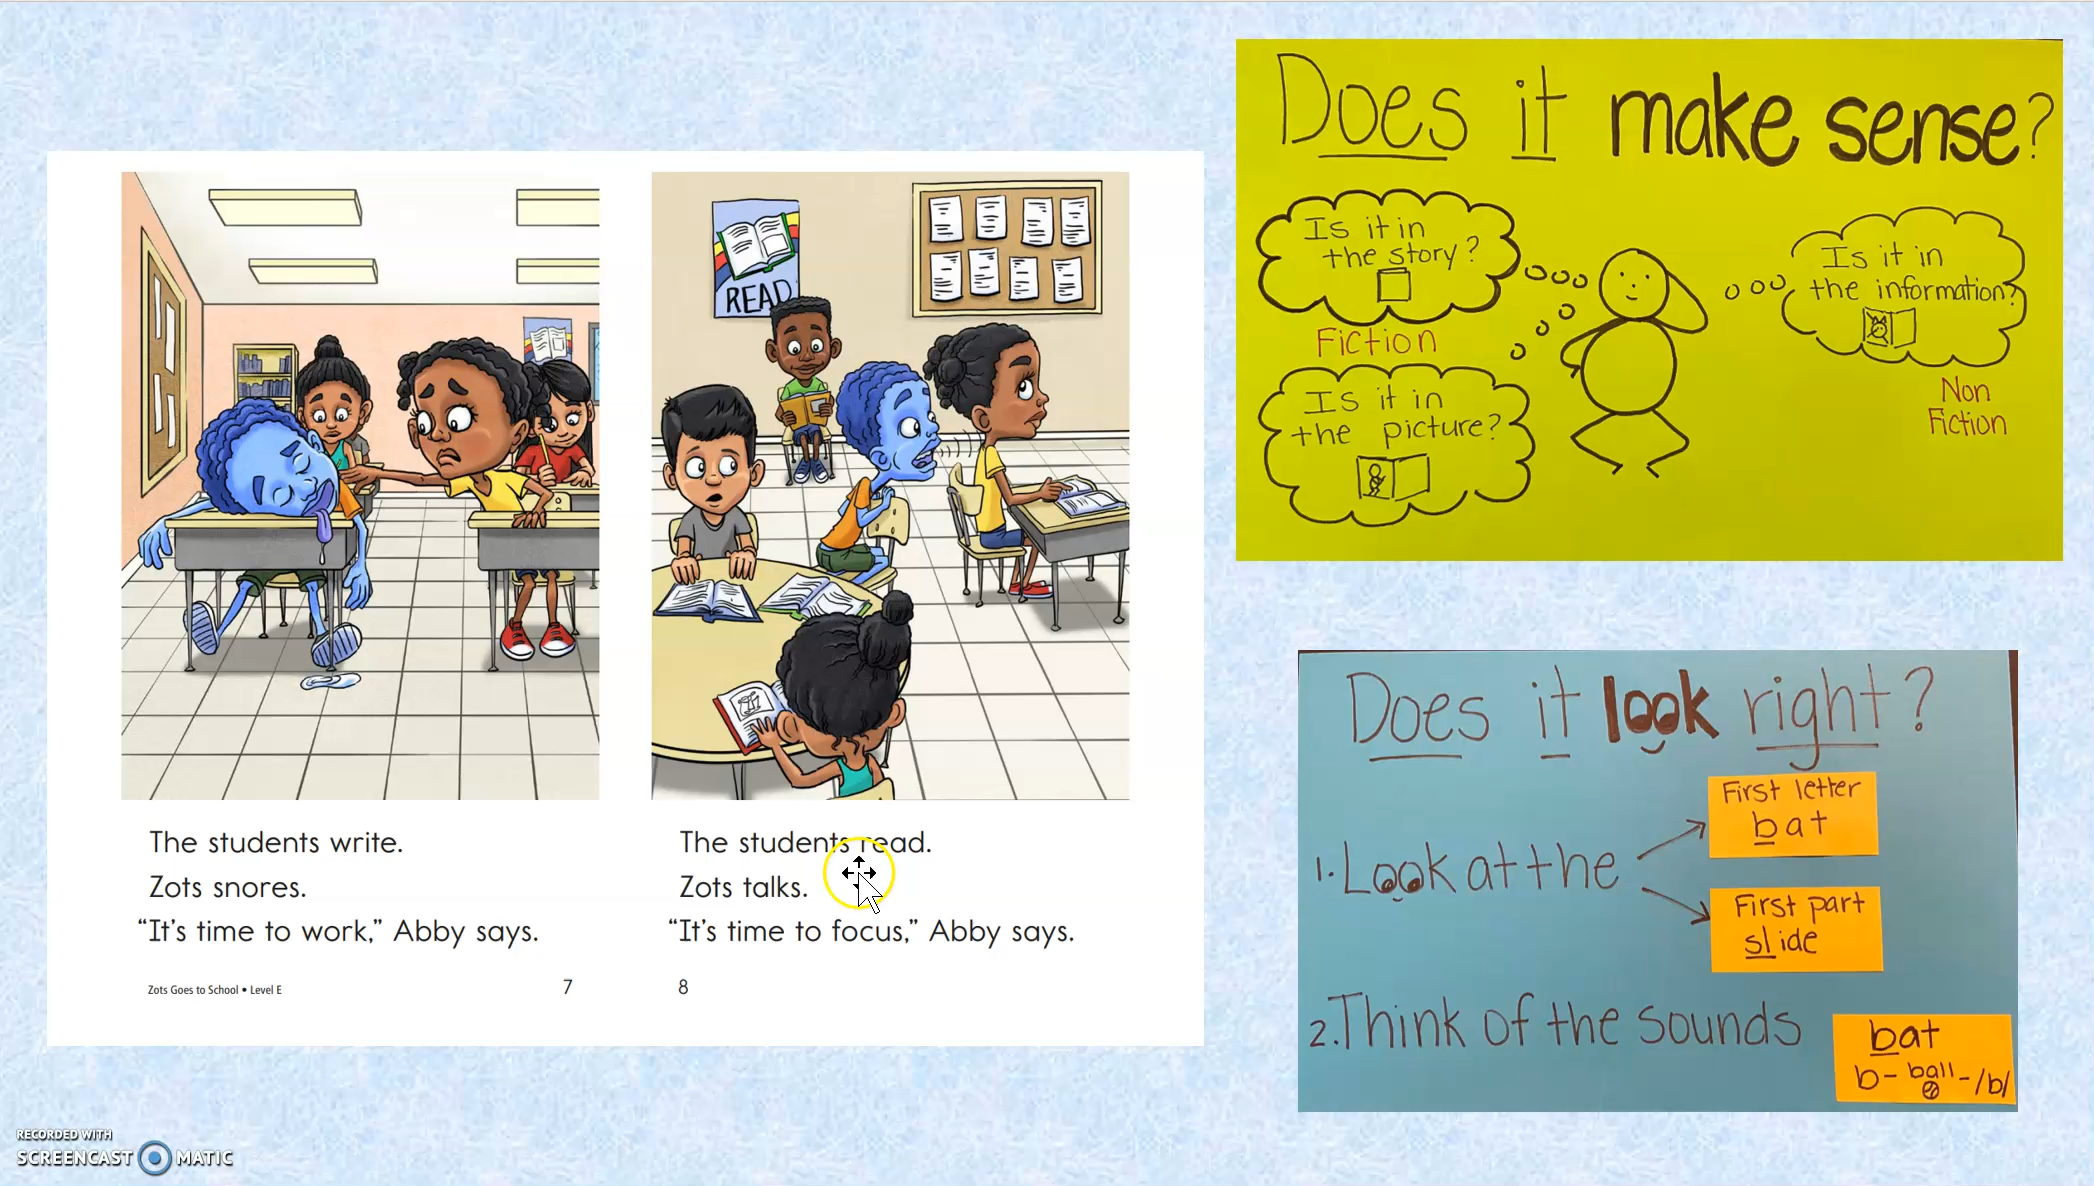 READ
The students write.
Zots snores.
“It’s time to work,” Abby says.
Zots Goes to School • Level E
7
The students read.
Zots talks.
“It’s time to focus,” Abby says.
8
Does it make sense?
Is it in
the story?
Fiction
Is it in
the picture?
Is it in
the information?
Non
Fiction
Does it look right?
1. Look at the
First letter
bat
First part
slide
2. Think of the sounds
bat
b - ball - /b/
RECORDED WITH
SCREENCAST MATIC